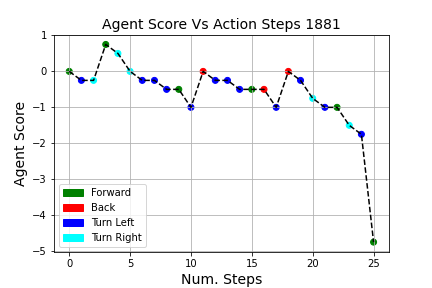 Agent Score Vs Action Steps 1881
1
0
−1
−2
−3
−4
−5
Agent Score
Forward
Back
Turn Left
Turn Right
0 5 10 15 20 25
Num. Steps